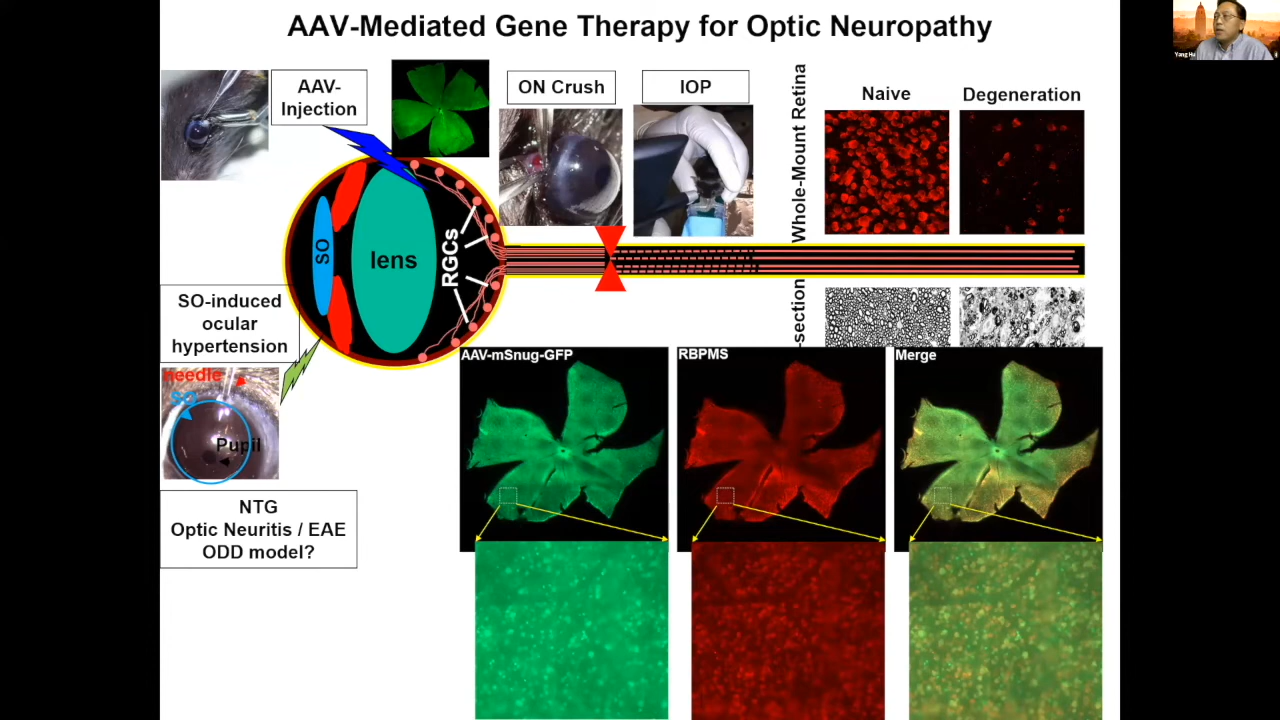 AAV-Mediated Gene Therapy for Optic Neuropathy
AAV-
Injection
ON Crush
IOP
Whole-Mount Retina
Naive
Degeneration
SO
lens
RGCs
SO-induced
ocular
hypertension
-section
needle
SO
Pupil
NTG
Optic Neuritis / EAE
ODD model?
AAV-mSnug-GFP
RBPMS
Merge